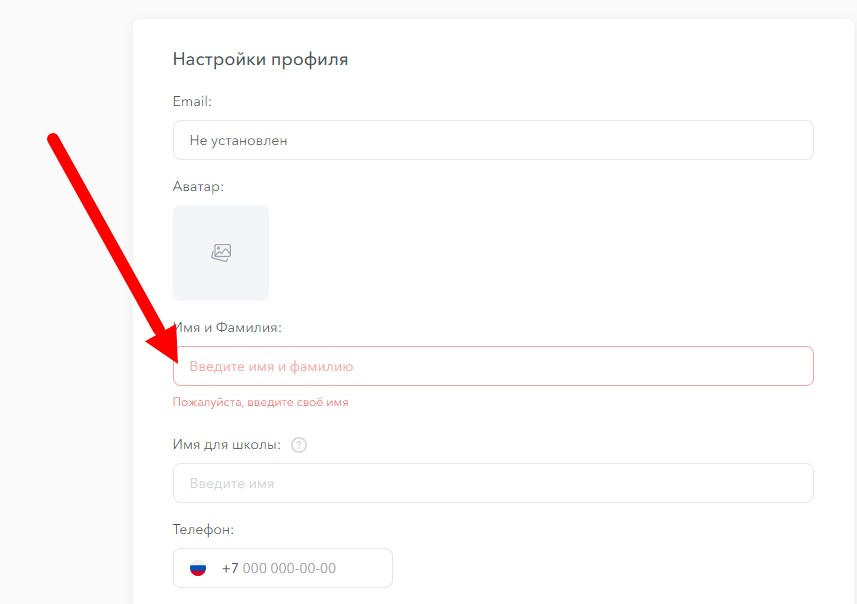 Настройки профиля
Email:
Не установлен
Аватар:
Имя и Фамилия:
Введите имя и фамилию
Пожалуйста, введите своё имя
Имя для школы: ?
Введите имя
Телефон:
+7 000 000-00-00